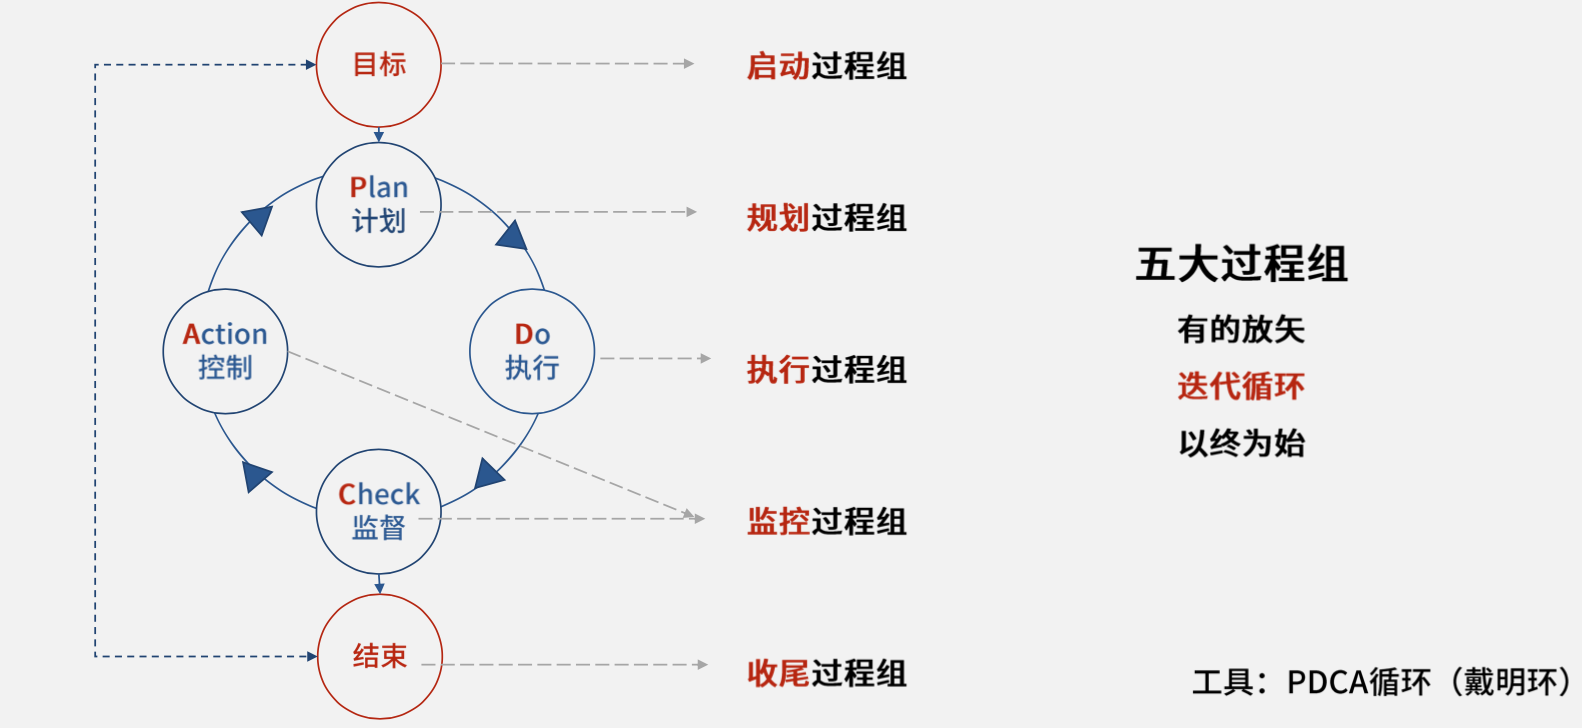 目标
启动过程组
Plan
计划
规划过程组
Action
控制
Do
执行
执行过程组
Check
监督
监控过程组
结束
收尾过程组
五大过程组
有的放矢
迭代循环
以终为始
工具：PDCA循环（戴明环）